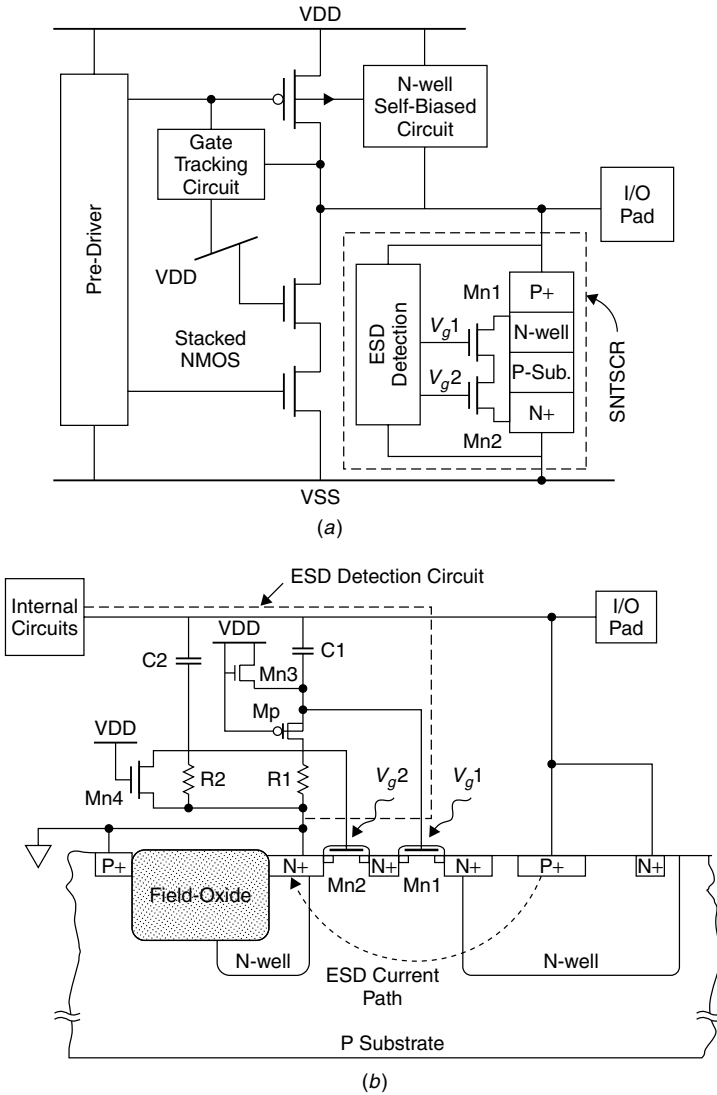 VDD
N-well
Self-Biased
Circuit
Gate
Tracking
Circuit
I/O
Pad
Pre-Driver
VDD
Mn1
P+
ESD
Detection
Vg1
N-well
Stacked
NMOS
Vg2
P-Sub.
N+
SNTSCR
Mn2
VSS
(a)
ESD Detection Circuit
Internal
Circuits
I/O
Pad
VDD
C2
C1
Mn3
Mp
VDD
R2
R1
Vg2
Vg1
Mn4
P+
Field-Oxide
N+
N+
N+
P+
N+
Mn2
Mn1
N-well
ESD Current
Path
N-well
P Substrate
(b)